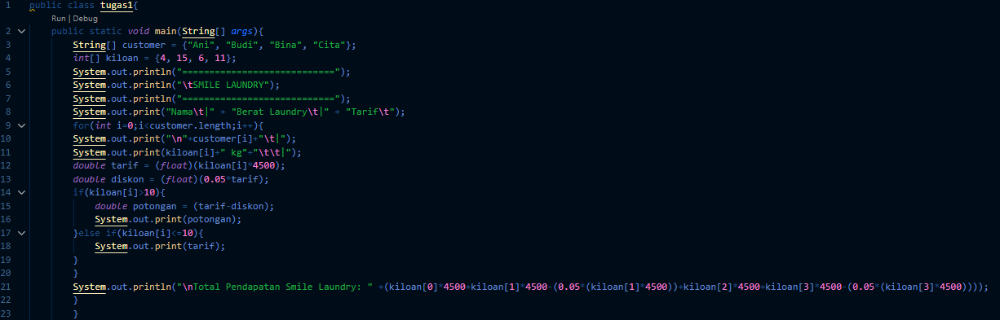 1 public class tugas1{
Run | Debug
2 public static void main(String[] args){
3 String[] customer = {"Ani", "Budi", "Bina", "Cita"};
4 int[] kiloan = {4, 15, 6, 11};
5 System.out.println("============================");
6 System.out.println("\tSMILE LAUNDRY");
7 System.out.println("============================");
8 System.out.print("Nama\t|" + "Berat Laundry\t|" + "Tarif\t");
9 for(int i=0;i<customer.length;i++){
10 System.out.print("\n"+customer[i]+"\t|");
11 System.out.print(kiloan[i]+" kg"+"\t\t|");
12 double tarif = (float)(kiloan[i]*4500);
13 double diskon = (float)(0.05*tarif);
14 if(kiloan[i]>10){
15 double potongan = (tarif-diskon);
16 System.out.print(potongan);
17 }else if(kiloan[i]<=10){
18 System.out.print(tarif);
19 }
20 }
21 System.out.println("\nTotal Pendapatan Smile Laundry: " +(kiloan[0]*4500+kiloan[1]*4500-(0.05*(kiloan[1]*4500))+kiloan[2]*4500+kiloan[3]*4500-(0.05*(kiloan[3]*4500))));
22 }
23 }